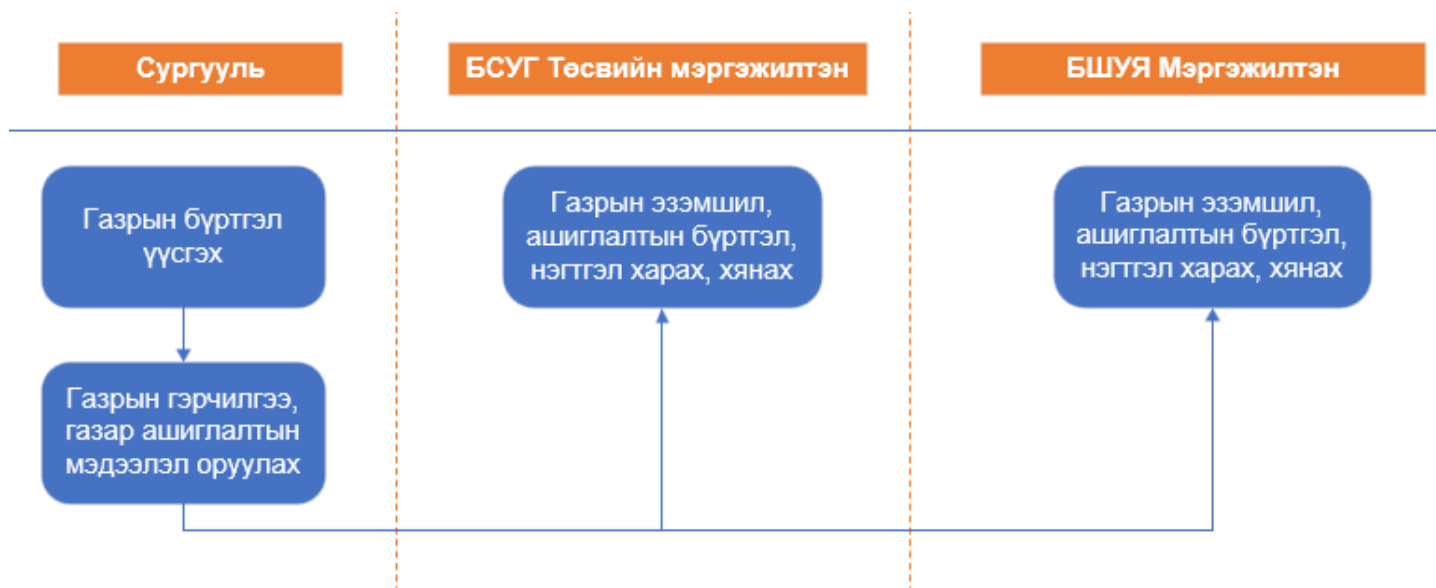 Сургууль
БСУГ Төсвийн мэргэжилтэн
БШУЯ Мэргэжилтэн
Газрын бүртгэл
үүсгэх
Газрын эзэмшил,
ашиглалтын бүртгэл,
нэгтгэл харах, хянах
Газрын эзэмшил,
ашиглалтын бүртгэл,
нэгтгэл харах, хянах
Газрын гэрчилгээ,
газар ашиглалтын
мэдээлэл оруулах